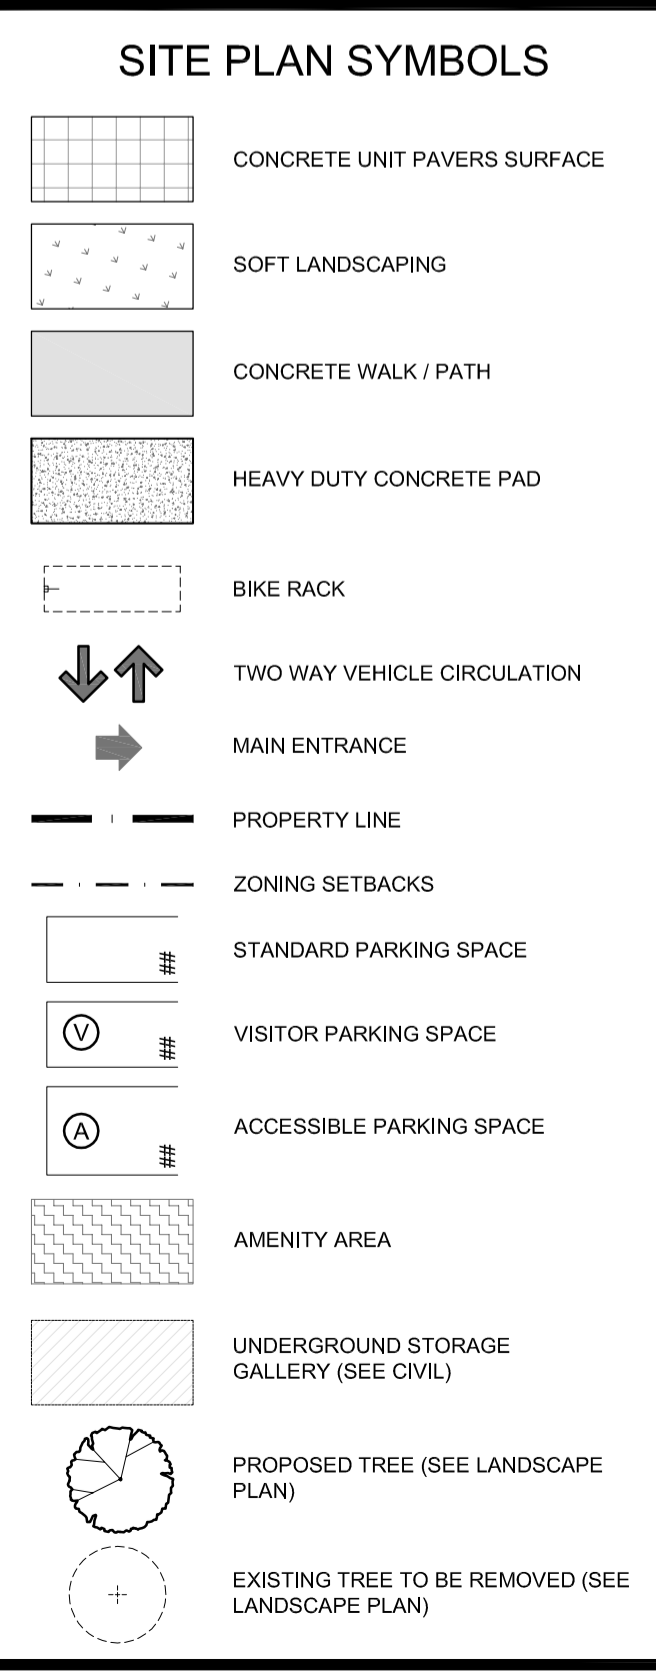 SITE PLAN SYMBOLS
CONCRETE UNIT PAVERS SURFACE
SOFT LANDSCAPING
CONCRETE WALK / PATH
HEAVY DUTY CONCRETE PAD
BIKE RACK
TWO WAY VEHICLE CIRCULATION
MAIN ENTRANCE
PROPERTY LINE
ZONING SETBACKS
#
STANDARD PARKING SPACE
V #
VISITOR PARKING SPACE
A #
ACCESSIBLE PARKING SPACE
AMENITY AREA
UNDERGROUND STORAGE
GALLERY (SEE CIVIL)
PROPOSED TREE (SEE LANDSCAPE
PLAN)
EXISTING TREE TO BE REMOVED (SEE
LANDSCAPE PLAN)